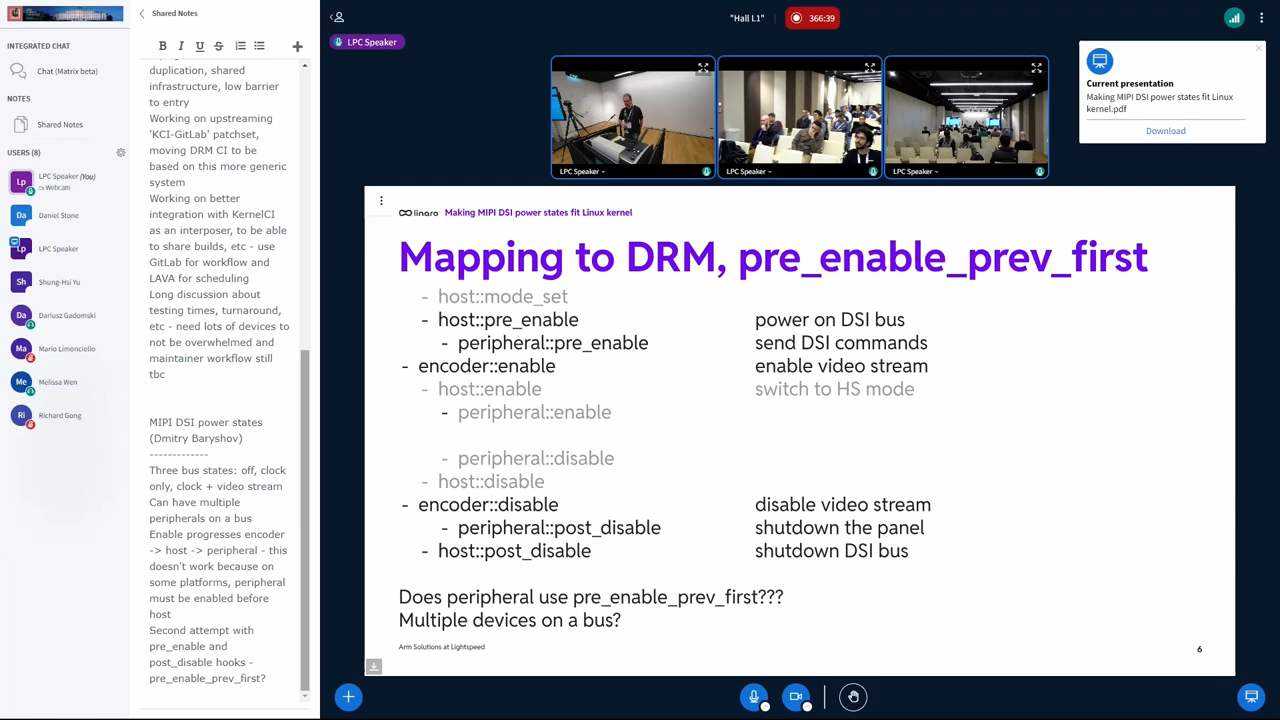 INTEGRATED CHAT
Chat (Matrix beta)
NOTES
Shared Notes
USERS (8)
Lp
LPC Speaker (You)
Webcam
Da
Daniel Stone
Lp
LPC Speaker
Sh
Shung-Hsi Yu
Da
Dariusz Gadomski
Ma
Mario Limonciello
Me
Melissa Wen
Ri
Richard Gong
Shared Notes
B I U S
duplication, shared
infrastructure, low barrier
to entry
Working on upstreaming
'KCI-GitLab' patchset,
moving DRM CI to be
based on this more generic
system
Working on better
integration with KernelCI
as an interposer, to be able
to share builds, etc - use
GitLab for workflow and
LAVA for scheduling
Long discussion about
testing times, turnaround,
etc - need lots of devices to
not be overwhelmed and
maintainer workflow still
tbc
MIPI DSI power states
(Dmitry Baryshov)
-------------
Three bus states: off, clock
only, clock + video stream
Can have multiple
peripherals on a bus
Enable progresses encoder
-> host -> peripheral - this
doesn't work because on
some platforms, peripheral
must be enabled before
host
Second attempt with
pre_enable and
post_disable hooks -
pre_enable_prev_first?
"Hall L1"
366:39
LPC Speaker
LPC Speaker
LPC Speaker
LPC Speaker
Current presentation
Making MIPI DSI power states fit Linux
kernel.pdf
Download
linaro Making MIPI DSI power states fit Linux kernel
Mapping to DRM, pre_enable_prev_first
- host::mode_set
- host::pre_enable power on DSI bus
- peripheral::pre_enable send DSI commands
- encoder::enable enable video stream
- host::enable switch to HS mode
- peripheral::enable
- peripheral::disable
- host::disable
- encoder::disable disable video stream
- peripheral::post_disable shutdown the panel
- host::post_disable shutdown DSI bus
Does peripheral use pre_enable_prev_first???
Multiple devices on a bus?
Arm Solutions at Lightspeed
6